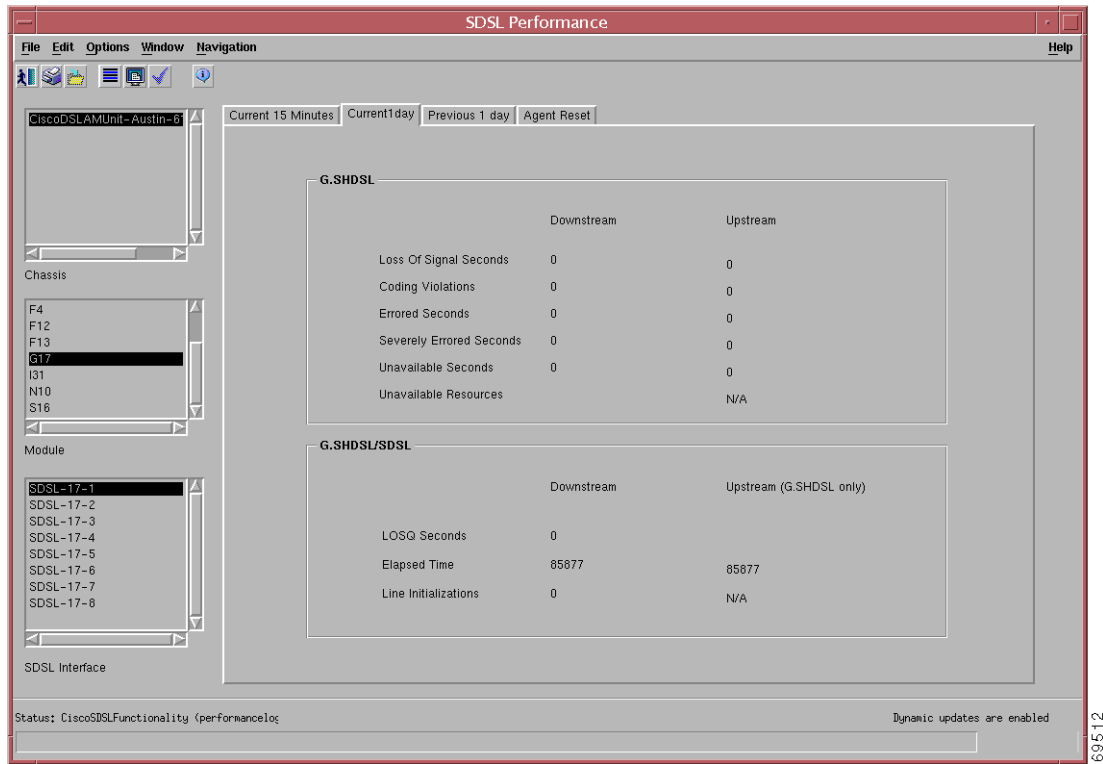 SDSL Performance
File Edit Options Window Navigation Help
CiscoDSLAMUnit-Austin-61
Chassis
F4
F12
F13
G17
I31
N10
S16
Module
SDSL-17-1
SDSL-17-2
SDSL-17-3
SDSL-17-4
SDSL-17-5
SDSL-17-6
SDSL-17-7
SDSL-17-8
SDSL Interface
Current 15 Minutes Current1day Previous 1 day Agent Reset
G.SHDSL
Downstream Upstream
Loss Of Signal Seconds 0 0
Coding Violations 0 0
Errored Seconds 0 0
Severely Errored Seconds 0 0
Unavailable Seconds 0 0
Unavailable Resources N/A
G.SHDSL/SDSL
Downstream Upstream (G.SHDSL only)
LOSQ Seconds 0
Elapsed Time 85877 85877
Line Initializations 0 N/A
Status: CiscoSDSLFunctionality (performancelog Dynamic updates are enabled
69512